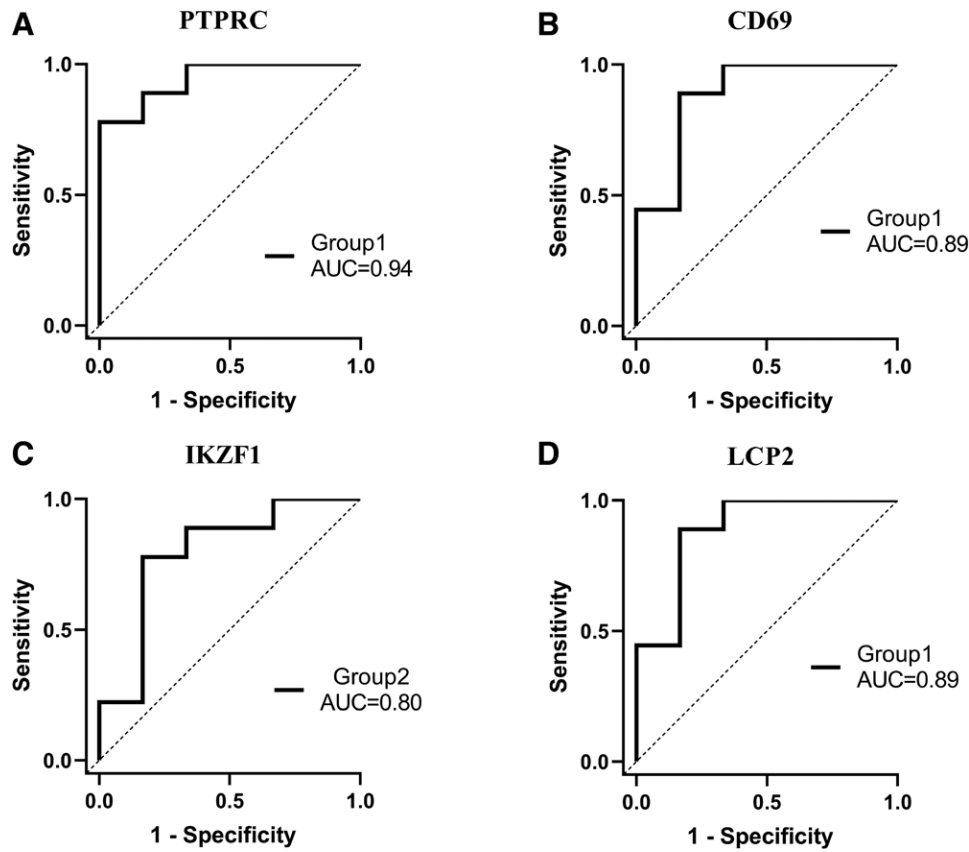 A
PTPRC
1.0
0.5
0.0
Sensitivity
Group1
AUC=0.94
0.0 0.5 1.0
1 - Specificity
B
CD69
1.0
0.5
0.0
Sensitivity
Group1
AUC=0.89
0.0 0.5 1.0
1 - Specificity
C
IKZF1
1.0
0.5
0.0
Sensitivity
Group2
AUC=0.80
0.0 0.5 1.0
1 - Specificity
D
LCP2
1.0
0.5
0.0
Sensitivity
Group1
AUC=0.89
0.0 0.5 1.0
1 - Specificity